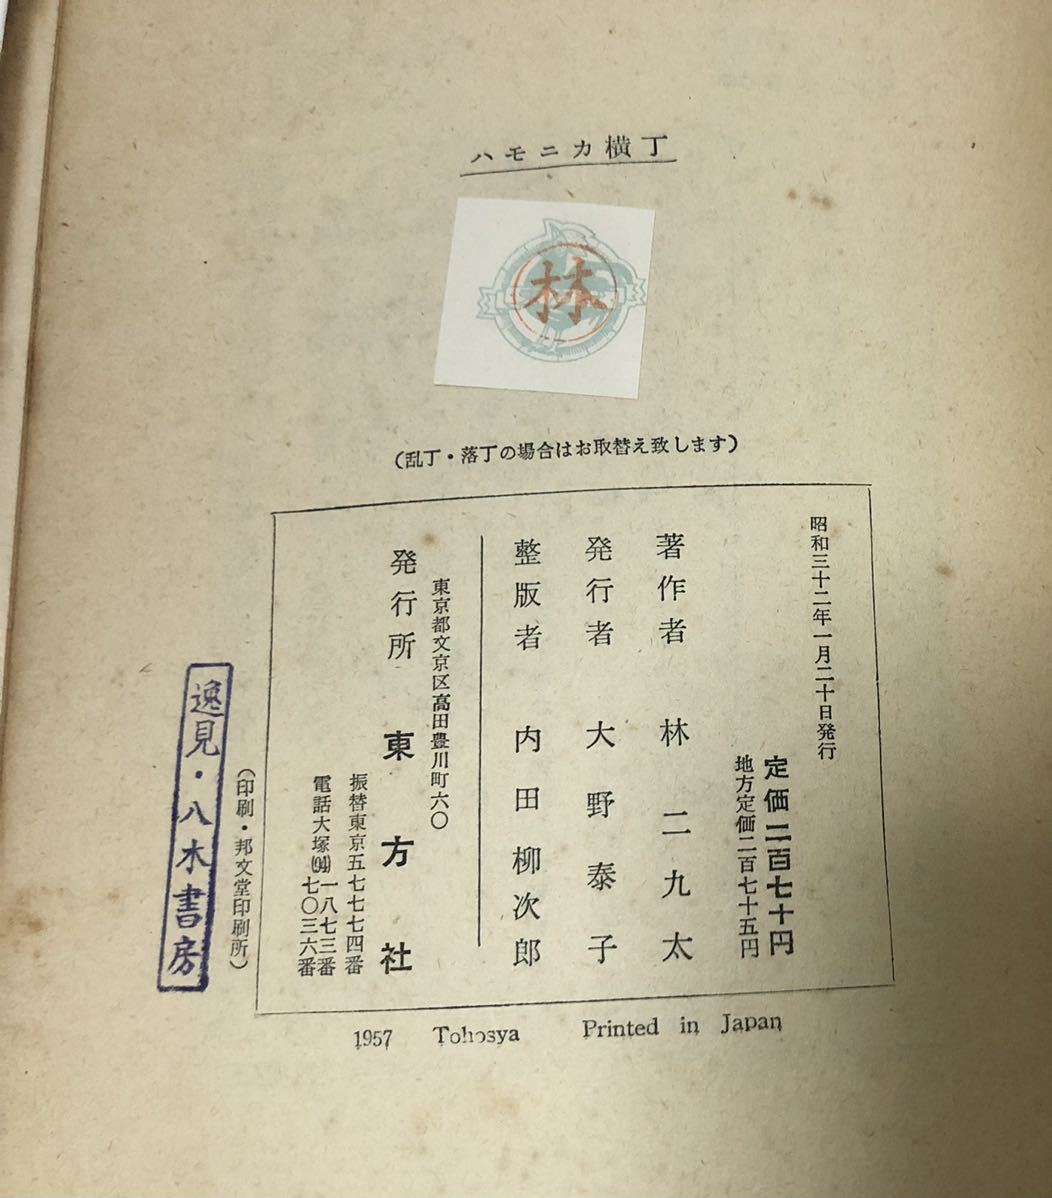 ハモニカ横丁
林
(乱丁・落丁の場合はお取替え致します)
昭和三十二年一月二十日発行
定価二百七十円
地方定価二百七十五円
著作者 林二九太
発行者 大野泰子
整版者 内田柳次郎
東京都文京区高田豊川町六〇
発行所 東方社
振替東京五七七七四番
電話大塚(94)一八七三番
七〇三六番
(印刷・邦文堂印刷所)
逸見・八木書房
1957 Tohosya Printed in Japan